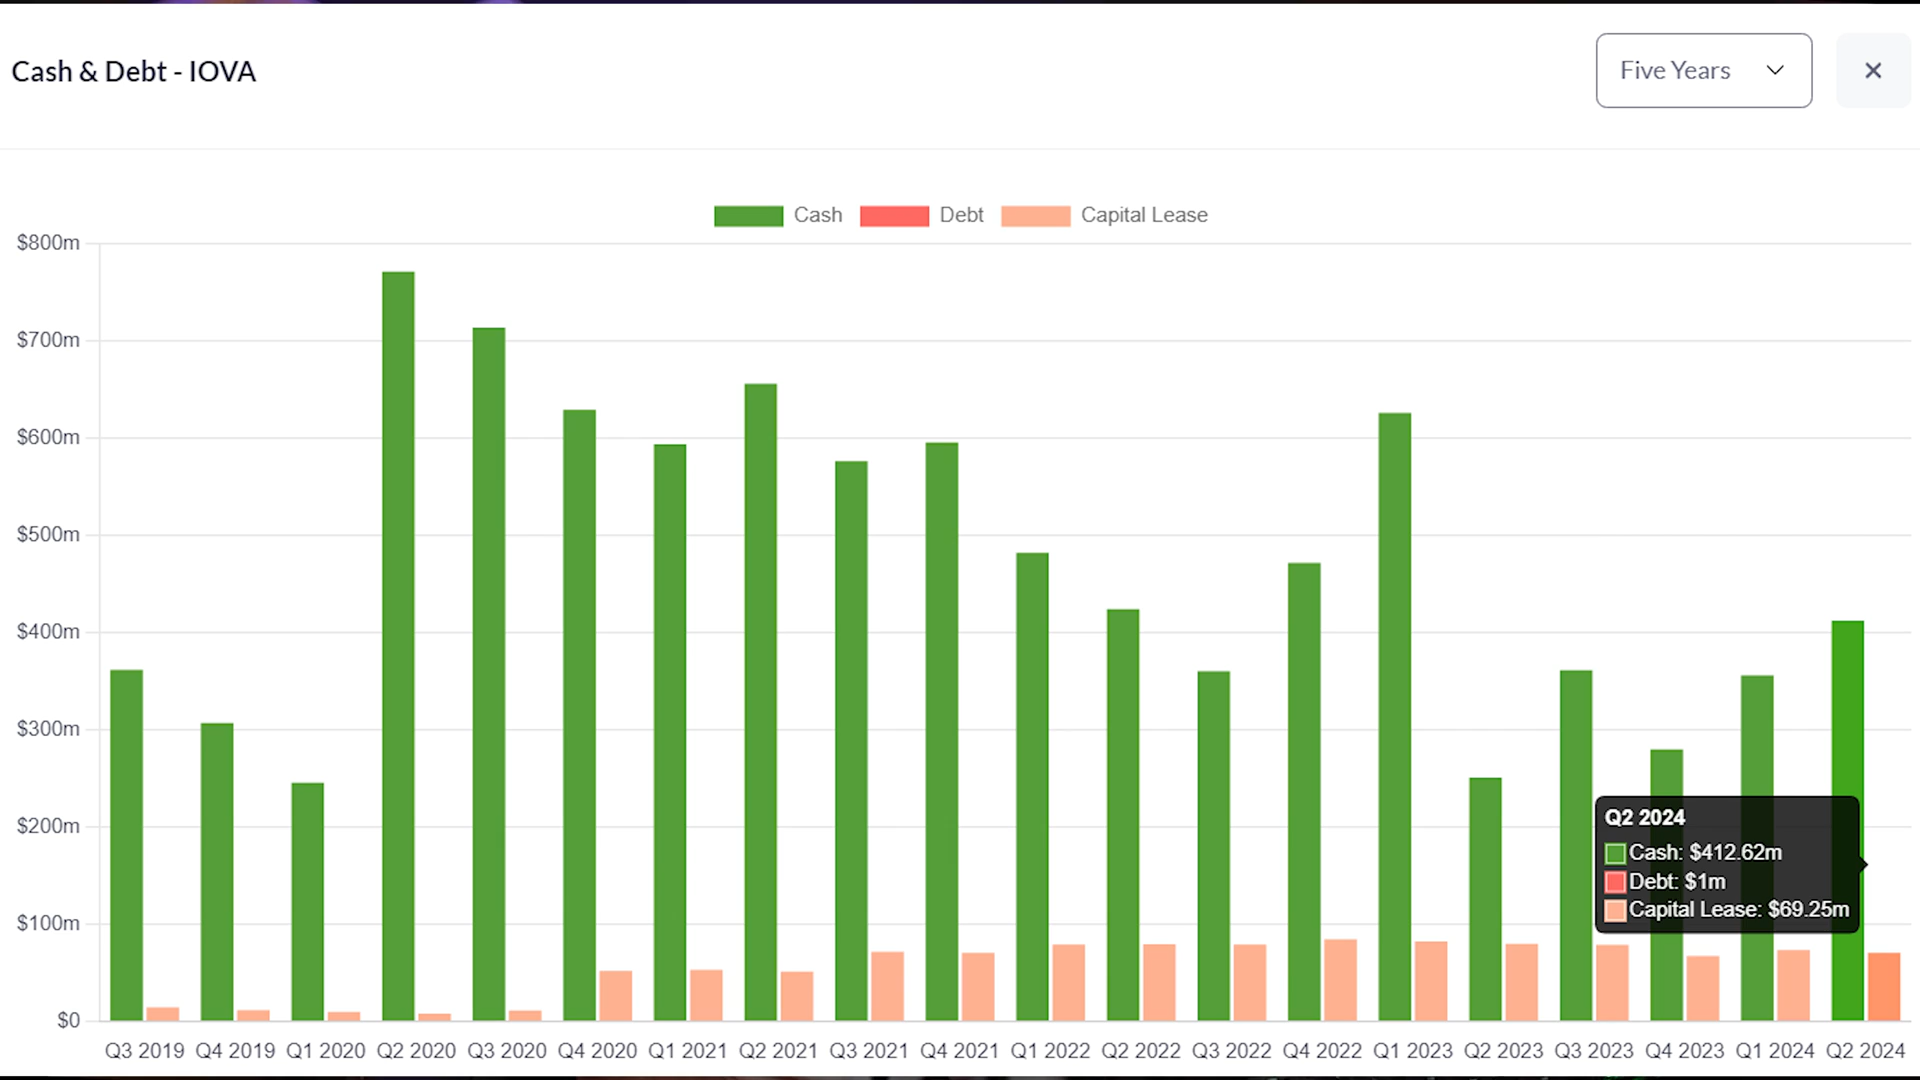 Cash & Debt - IOVA
Five Years
Cash Debt Capital Lease
$800m
$700m
$600m
$500m
$400m
$300m
$200m
$100m
$0
Q2 2024
Cash: $412.62m
Debt: $1m
Capital Lease: $69.25m
Q3 2019 Q4 2019 Q1 2020 Q2 2020 Q3 2020 Q4 2020 Q1 2021 Q2 2021 Q3 2021 Q4 2021 Q1 2022 Q2 2022 Q3 2022 Q4 2022 Q1 2023 Q2 2023 Q3 2023 Q4 2023 Q1 2024 Q2 2024